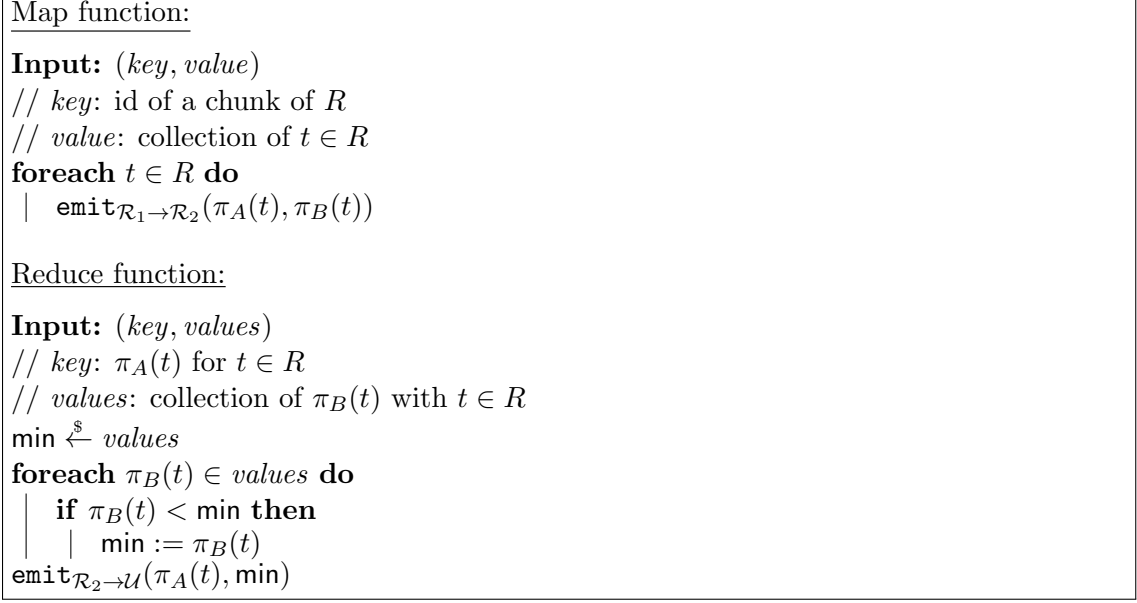 Map function:
Input: (key, value)
// key: id of a chunk of R
// value: collection of t ∈ R
foreach t ∈ R do
emit_{ℛ₁→ℛ₂}(π_A(t), π_B(t))
Reduce function:
Input: (key, values)
// key: π_A(t) for t ∈ R
// values: collection of π_B(t) with t ∈ R
min $← values
foreach π_B(t) ∈ values do
if π_B(t) < min then
min := π_B(t)
emit_{ℛ₂→𝒰}(π_A(t), min)